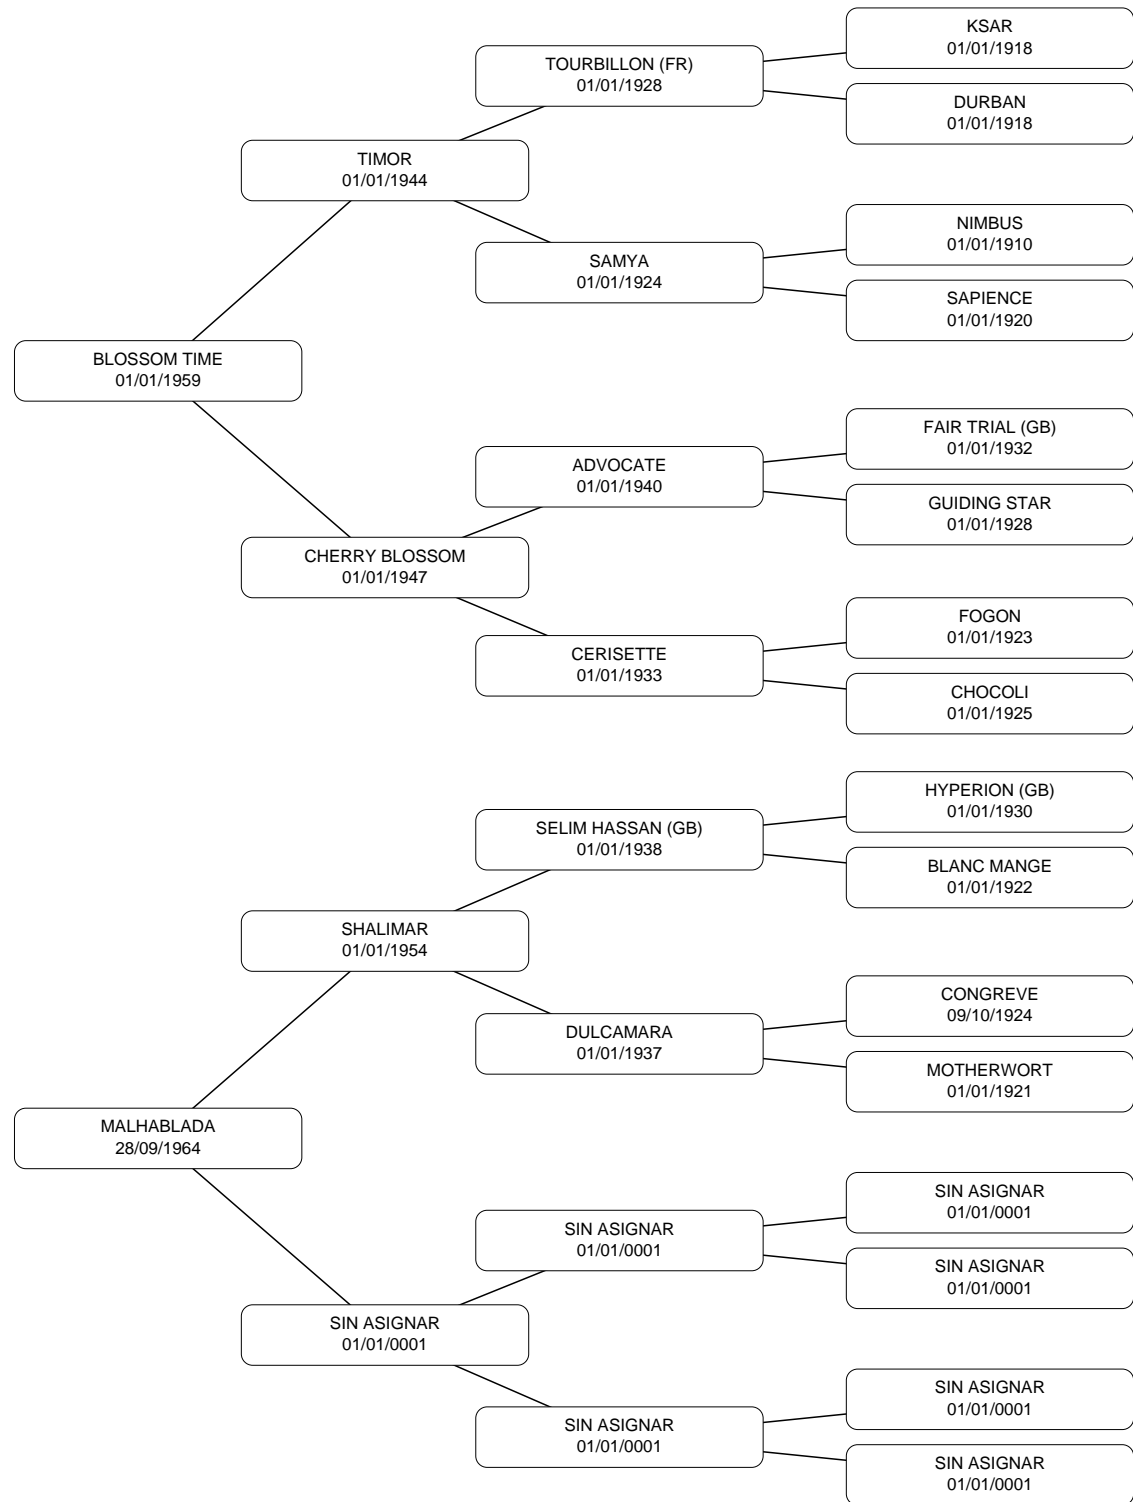 KSAR
01/01/1918
TOURBILLON (FR)
01/01/1928
DURBAN
01/01/1918
TIMOR
01/01/1944
NIMBUS
01/01/1910
SAMYA
01/01/1924
SAPIENCE
01/01/1920
BLOSSOM TIME
01/01/1959
FAIR TRIAL (GB)
01/01/1932
ADVOCATE
01/01/1940
GUIDING STAR
01/01/1928
CHERRY BLOSSOM
01/01/1947
FOGON
01/01/1923
CERISETTE
01/01/1933
CHOCOLI
01/01/1925
HYPERION (GB)
01/01/1930
SELIM HASSAN (GB)
01/01/1938
BLANC MANGE
01/01/1922
SHALIMAR
01/01/1954
CONGREVE
09/10/1924
DULCAMARA
01/01/1937
MOTHERWORT
01/01/1921
MALHABLADA
28/09/1964
SIN ASIGNAR
01/01/0001
SIN ASIGNAR
01/01/0001
SIN ASIGNAR
01/01/0001
SIN ASIGNAR
01/01/0001
SIN ASIGNAR
01/01/0001
SIN ASIGNAR
01/01/0001
SIN ASIGNAR
01/01/0001